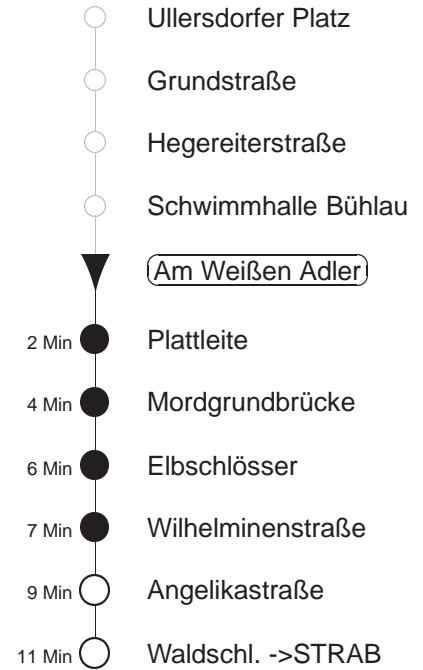 Ullersdorfer Platz
Grundstraße
Hegereiterstraße
Schwimmhalle Bühlau
Am Weißen Adler
2 Min Plattleite
4 Min Mordgrundbrücke
6 Min Elbschlösser
7 Min Wilhelminenstraße
9 Min Angelikastraße
11 Min Waldschl. ->STRAB